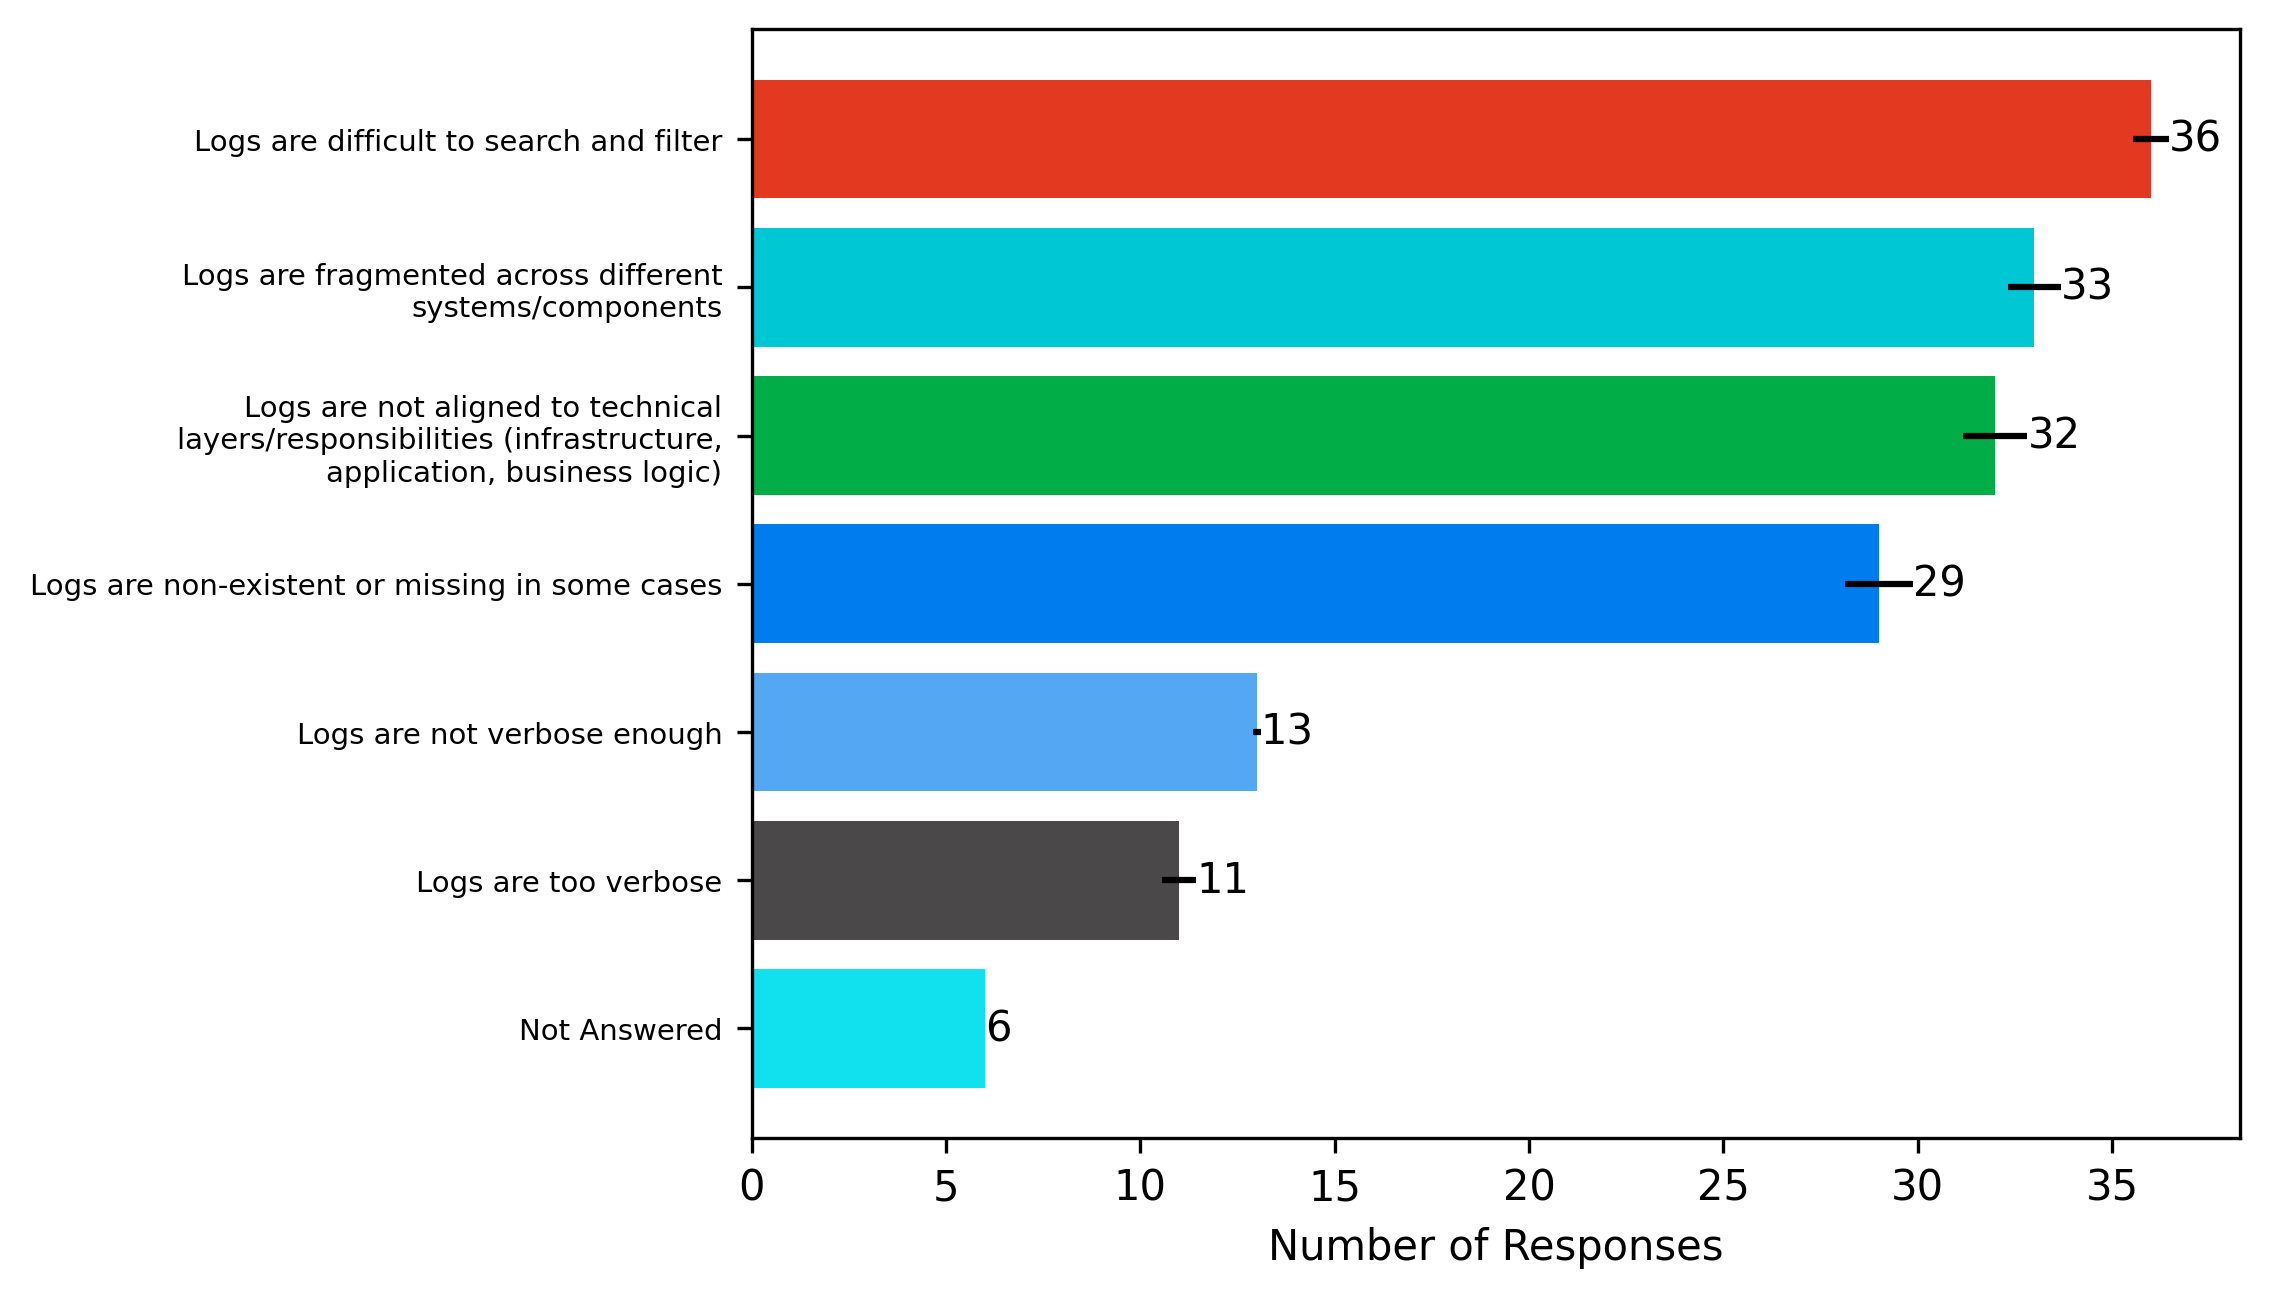 Logs are difficult to search and filter
36
Logs are fragmented across different
systems/components
33
Logs are not aligned to technical
layers/responsibilities (infrastructure,
application, business logic)
32
Logs are non-existent or missing in some cases
29
Logs are not verbose enough
13
Logs are too verbose
11
Not Answered
6
0 5 10 15 20 25 30 35
Number of Responses